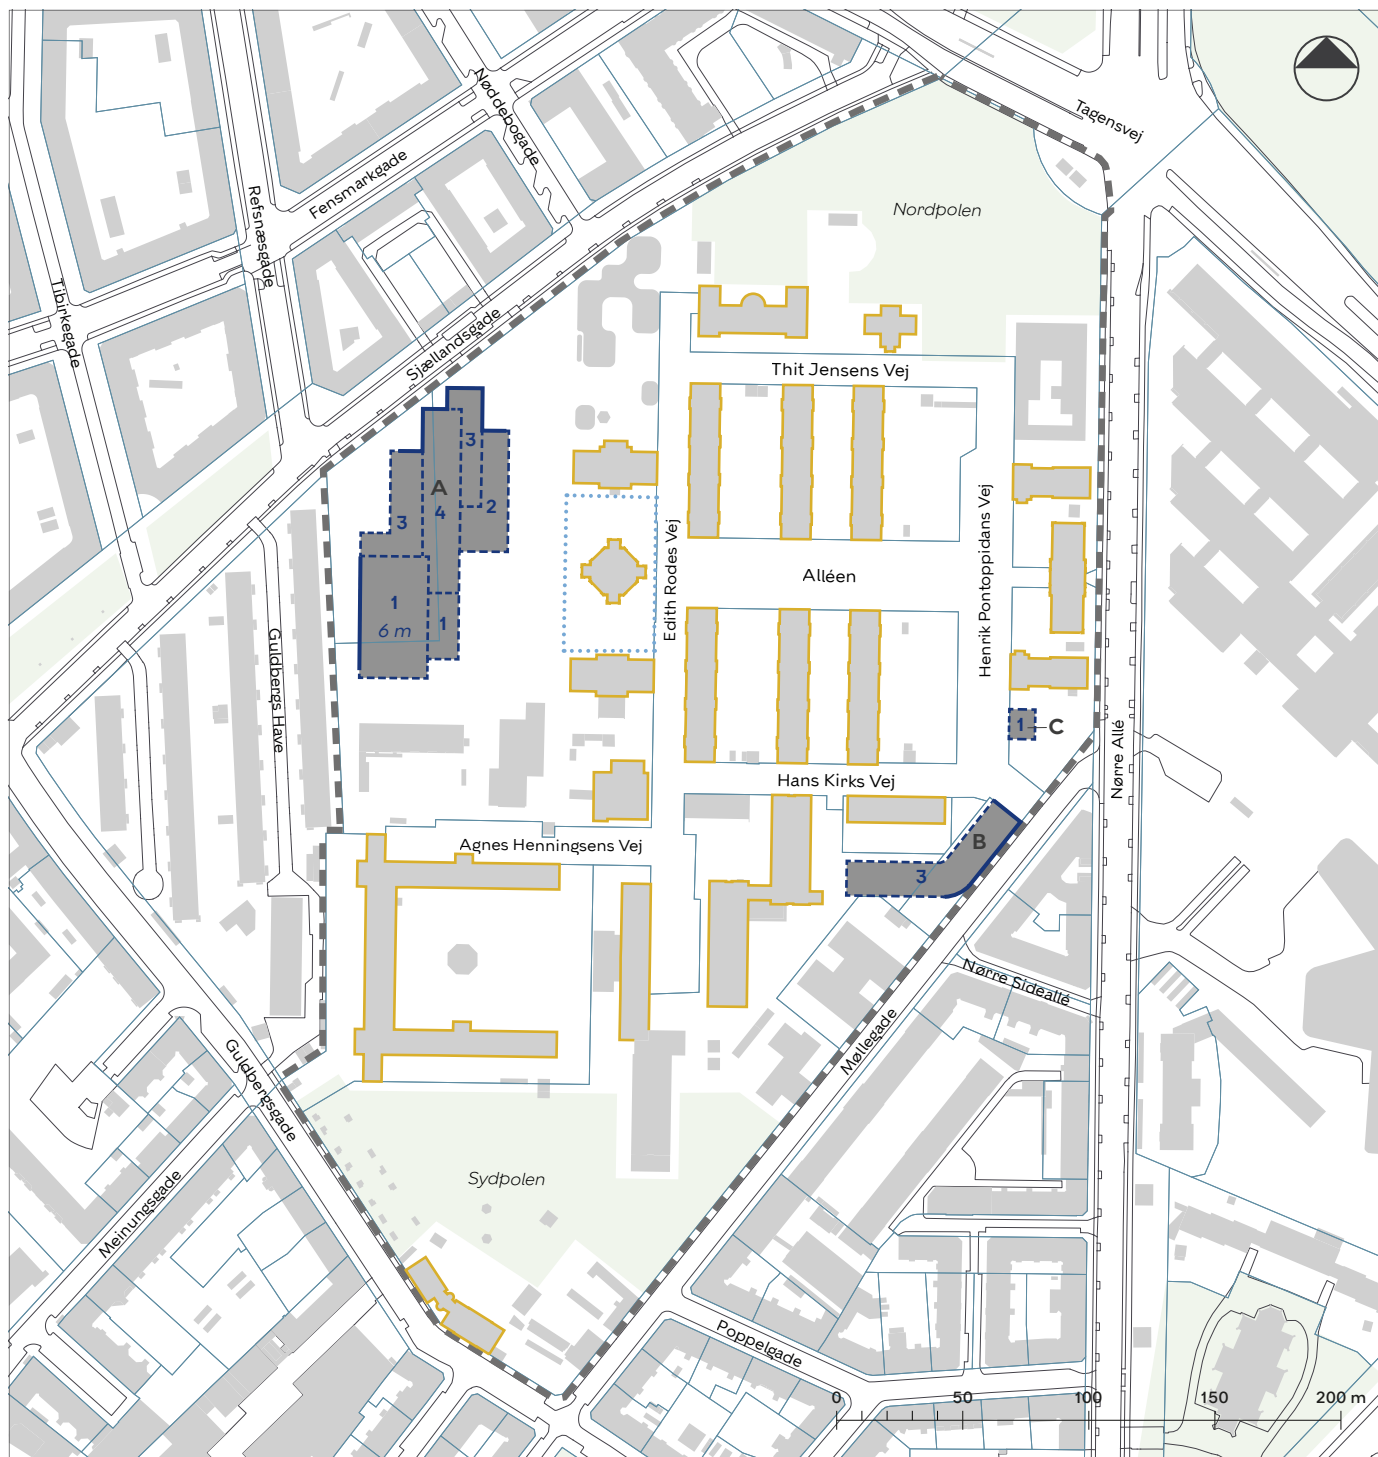 Tagensvej
Nøddebogade
Fensmarkgade
Refsnæsgade
Nordpolen
Tibirkegade
Sjællandsgade
Thit Jensens Vej
3
A
4
2
3
Henrik Pontoppidans Vej
Edith Rodes Vej
Alléen
1
6 m
1
Guldbergs Have
1
C
Nørre Allé
Hans Kirks Vej
Agnes Henningsens Vej
B
3
Nørre Sideallé
Møllegade
Guldbergsgade
Sydpolen
Meinungsgade
Poppelgade
0
50
100
150
200 m